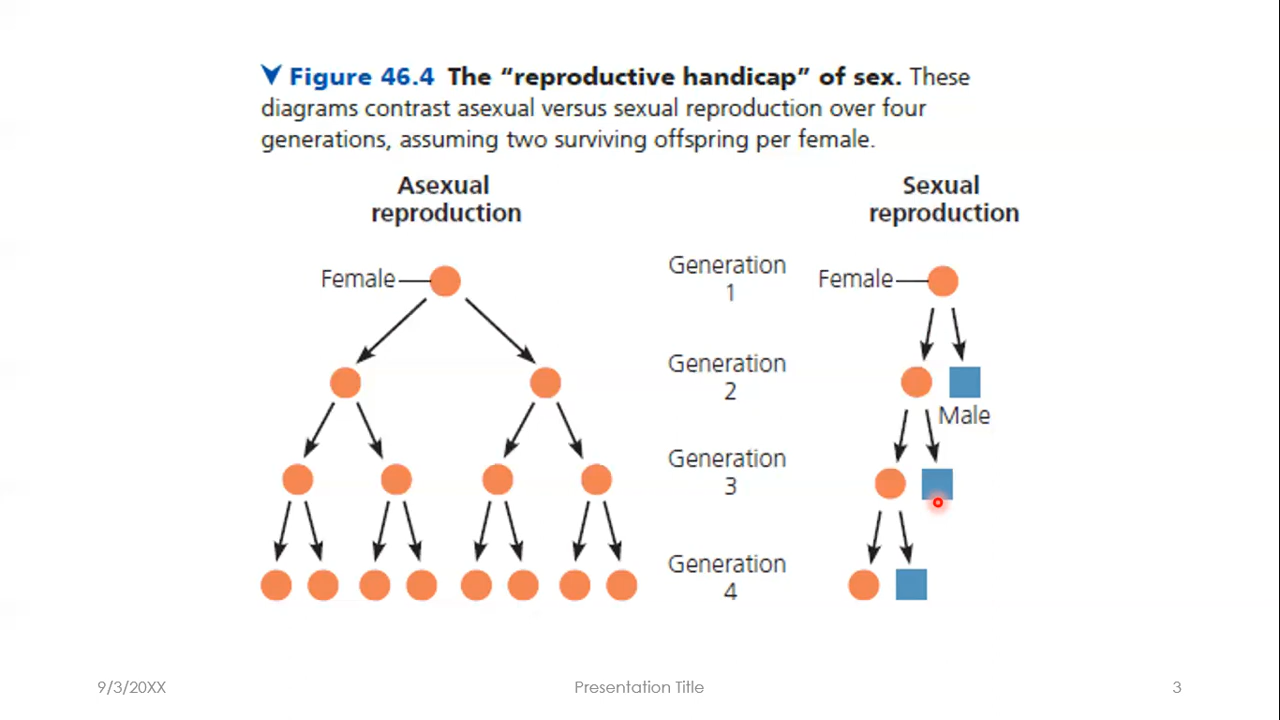 Figure 46.4 The “reproductive handicap” of sex. These
diagrams contrast asexual versus sexual reproduction over four
generations, assuming two surviving offspring per female.
Asexual
reproduction
Sexual
reproduction
Female
Generation
1
Female
Generation
2
Male
Generation
3
Generation
4
9/3/20XX
Presentation Title
3